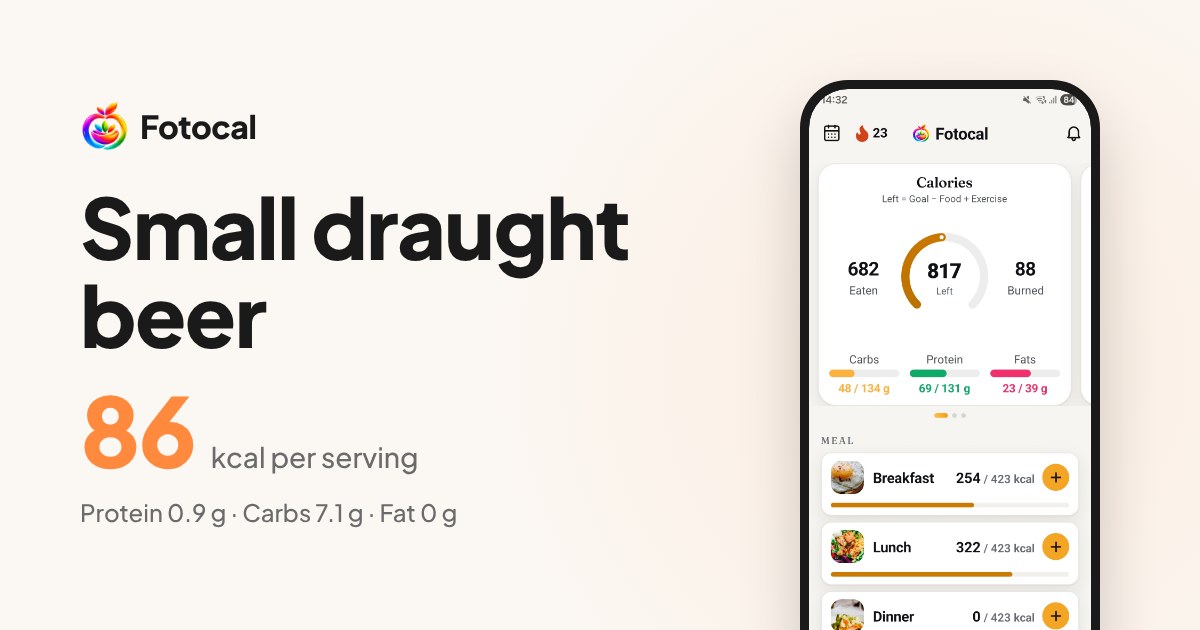 Fotocal
Small draught
beer
86 kcal per serving
Protein 0.9 g · Carbs 7.1 g · Fat 0 g
14:32 84
23 Fotocal
Calories
Left = Goal − Food + Exercise
682 817 88
Eaten Left Burned
Carbs Protein Fats
48 / 134 g 69 / 131 g 23 / 39 g
MEAL
Breakfast 254 / 423 kcal +
Lunch 322 / 423 kcal +
Dinner 0 / 423 kcal +